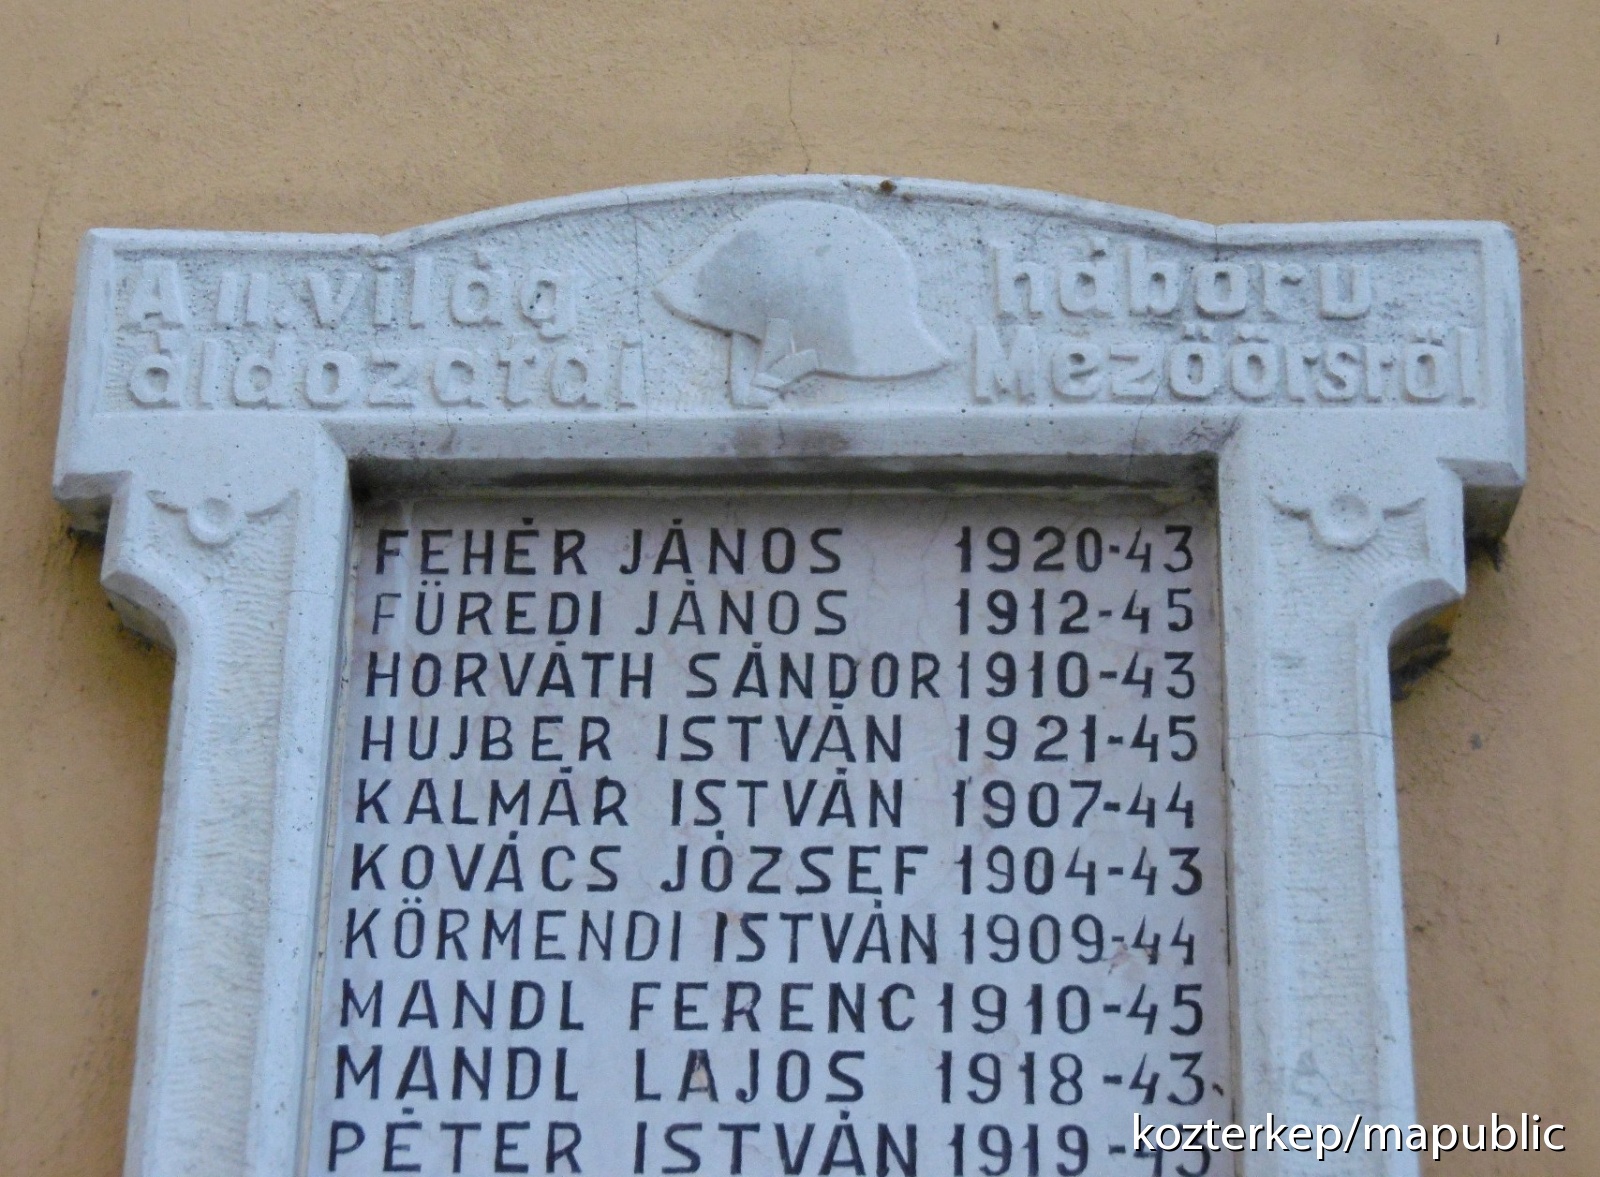 A II. világ háboru
áldozatai Mezőőrsről
FEHÉR JÁNOS 1920-43
FÜREDI JÁNOS 1912-45
HORVÁTH SÁNDOR 1910-43
HUJBER ISTVÁN 1921-45
KALMÁR ISTVÁN 1907-44
KOVÁCS JÓZSEF 1904-43
KÖRMENDI ISTVÁN 1909-44
MANDL FERENC 1910-45
MANDL LAJOS 1918-43
PÉTER ISTVÁN 1919-43
kozterkep/mapublic